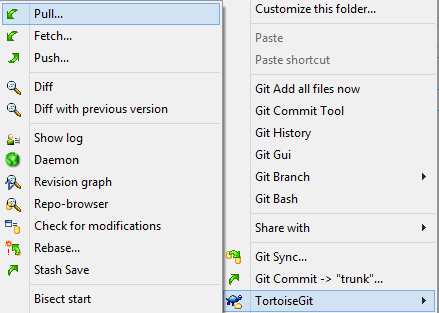 Pull...
Fetch...
Push...
Diff
Diff with previous version
Show log
Daemon
Revision graph
Repo-browser
Check for modifications
Rebase...
Stash Save
Bisect start
Customize this folder...
Paste
Paste shortcut
Git Add all files now
Git Commit Tool
Git History
Git Gui
Git Branch
Git Bash
Share with
Git Sync...
Git Commit -> "trunk"...
TortoiseGit